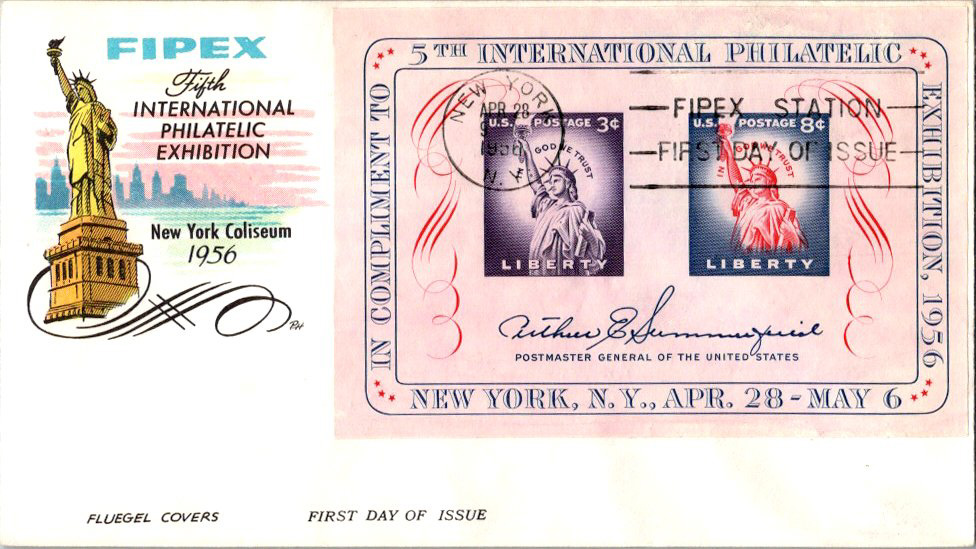 FIPEX
Fifth
INTERNATIONAL
PHILATELIC
EXHIBITION
New York Coliseum
1956
PH
FLUEGEL COVERS
FIRST DAY OF ISSUE
5TH INTERNATIONAL PHILATELIC
EXHIBITION, 1956
NEW YORK, N.Y., APR. 28 - MAY 6
IN COMPLIMENT TO
NEW YORK
APR 28
1956
N.Y.
FIPEX STATION
FIRST DAY OF ISSUE
U.S. POSTAGE 3¢
IN GOD WE TRUST
LIBERTY
U.S. POSTAGE 8¢
IN GOD WE TRUST
LIBERTY
Arthur E Summerfield
POSTMASTER GENERAL OF THE UNITED STATES